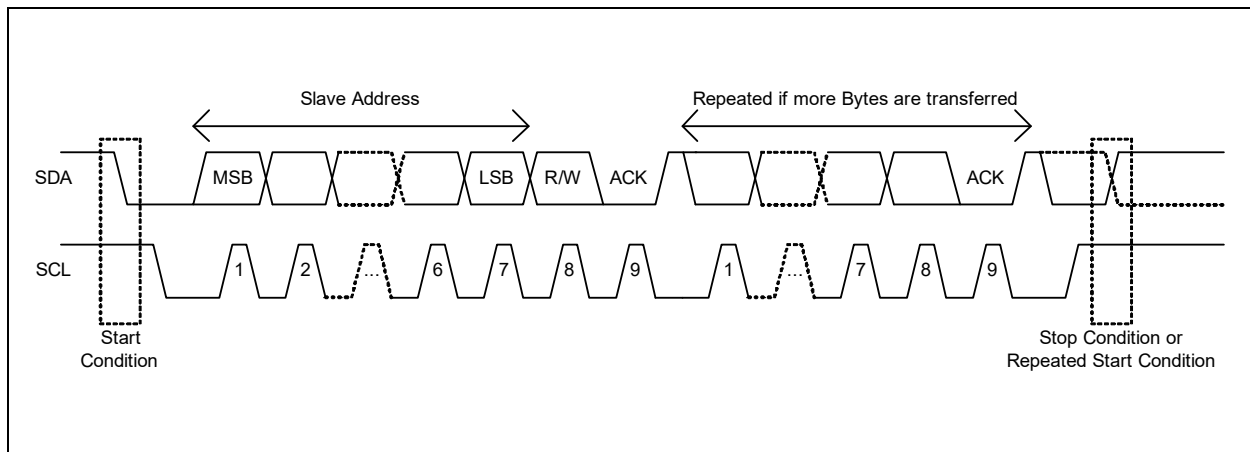 Slave Address
Repeated if more Bytes are transferred
SDA
MSB
LSB
R/W
ACK
ACK
SCL
1
2
...
6
7
8
9
1
...
7
8
9
Start
Condition
Stop Condition or
Repeated Start Condition